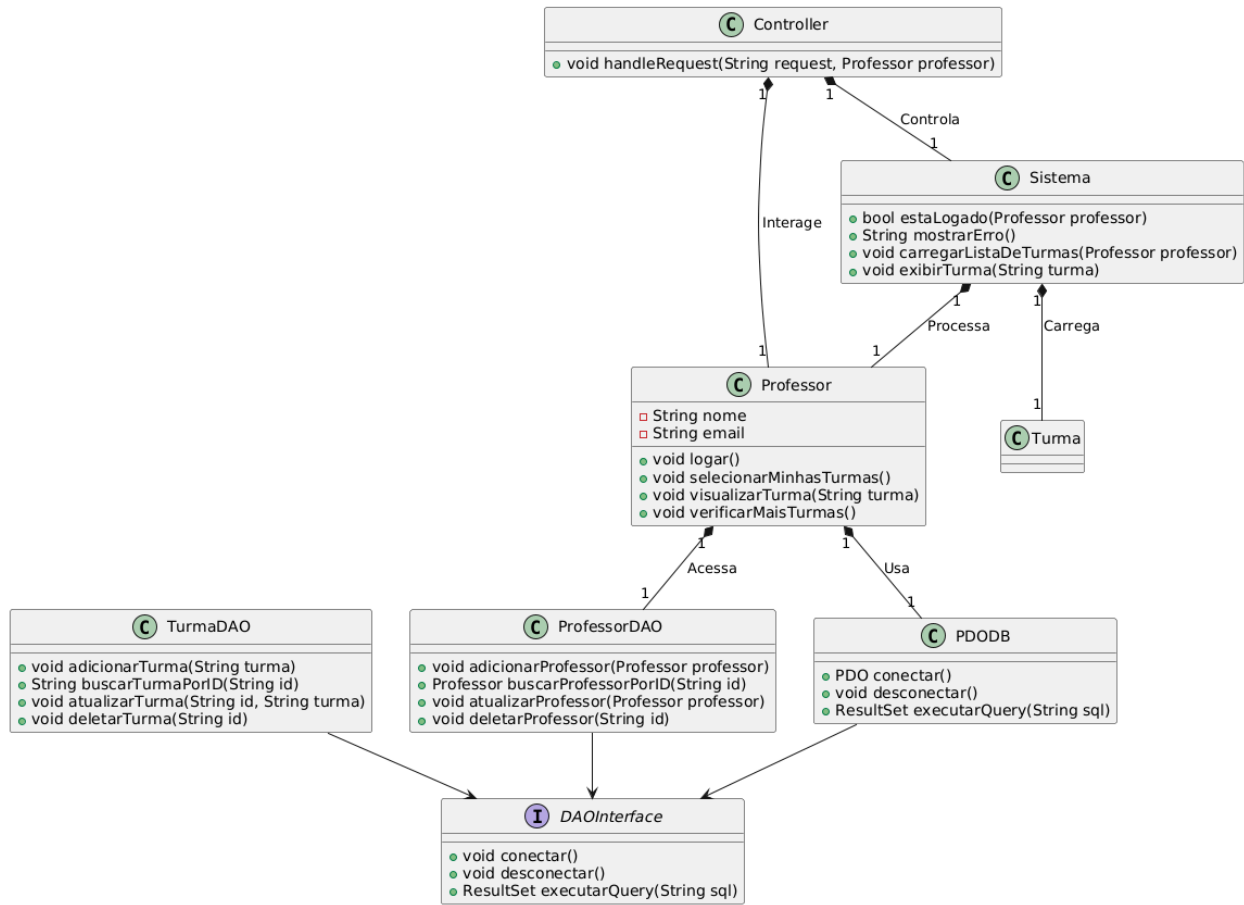 C Controller
void handleRequest(String request, Professor professor)
1
1
Controla
1
C Sistema
bool estaLogado(Professor professor)
String mostrarErro()
void carregarListaDeTurmas(Professor professor)
void exibirTurma(String turma)
Interage
1
1
Processa
Carrega
1
1
1
C Professor
String nome
String email
void logar()
void selecionarMinhasTurmas()
void visualizarTurma(String turma)
void verificarMaisTurmas()
C Turma
1
1
Acessa
Usa
1
1
C TurmaDAO
void adicionarTurma(String turma)
String buscarTurmaPorID(String id)
void atualizarTurma(String id, String turma)
void deletarTurma(String id)
C ProfessorDAO
void adicionarProfessor(Professor professor)
Professor buscarProfessorPorID(String id)
void atualizarProfessor(Professor professor)
void deletarProfessor(String id)
C PDODB
PDO conectar()
void desconectar()
ResultSet executarQuery(String sql)
I DAOInterface
void conectar()
void desconectar()
ResultSet executarQuery(String sql)